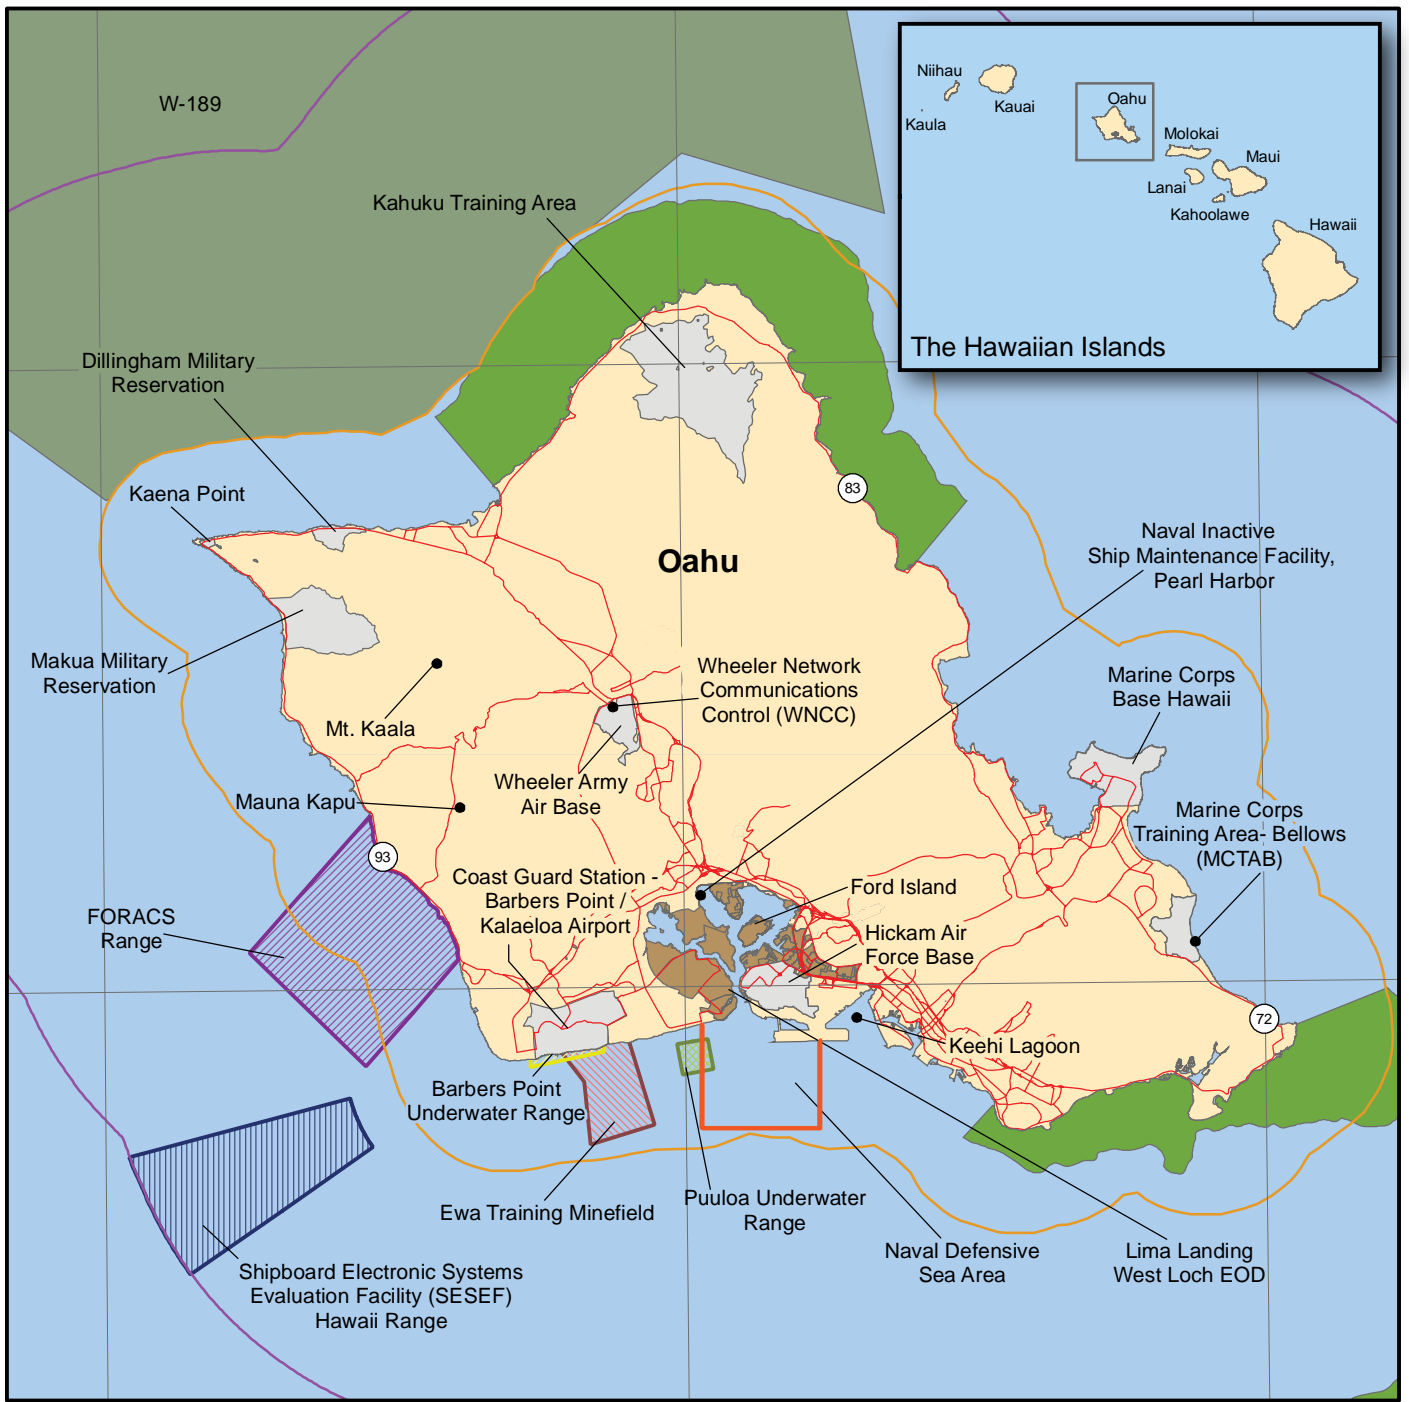 W-189
Niihau
Kauai
Kaula
Oahu
Molokai
Maui
Lanai
Kahoolawe
Hawaii
The Hawaiian Islands
Kahuku Training Area
Dillingham Military
Reservation
Kaena Point
83
Oahu
Naval Inactive
Ship Maintenance Facility,
Pearl Harbor
Makua Military
Reservation
Mt. Kaala
Wheeler Network
Communications
Control (WNCC)
Marine Corps
Base Hawaii
Wheeler Army
Air Base
Mauna Kapu
Marine Corps
Training Area- Bellows
(MCTAB)
93
Coast Guard Station -
Barbers Point /
Kalaeloa Airport
Ford Island
FORACS
Range
Hickam Air
Force Base
72
Keehi Lagoon
Barbers Point
Underwater Range
Ewa Training Minefield
Puuloa Underwater
Range
Naval Defensive
Sea Area
Lima Landing
West Loch EOD
Shipboard Electronic Systems
Evaluation Facility (SESEF)
Hawaii Range